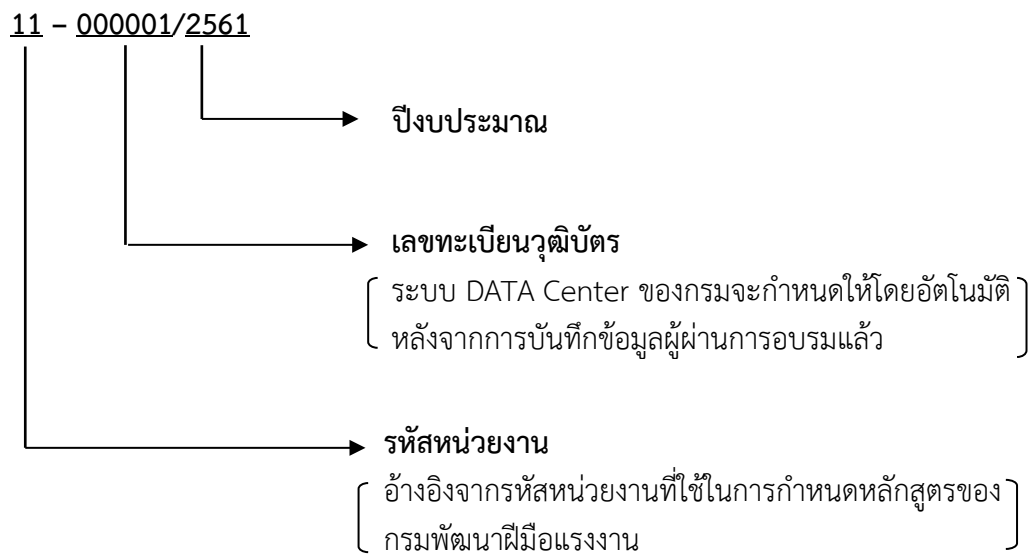 11 – 000001/2561
ปีงบประมาณ
เลขทะเบียนวุฒิบัตร
ระบบ DATA Center ของกรมจะกำหนดให้โดยอัตโนมัติ
หลังจากการบันทึกข้อมูลผู้ผ่านการอบรมแล้ว
รหัสหน่วยงาน
อ้างอิงจากรหัสหน่วยงานที่ใช้ในการกำหนดหลักสูตรของ
กรมพัฒนาฝีมือแรงงาน